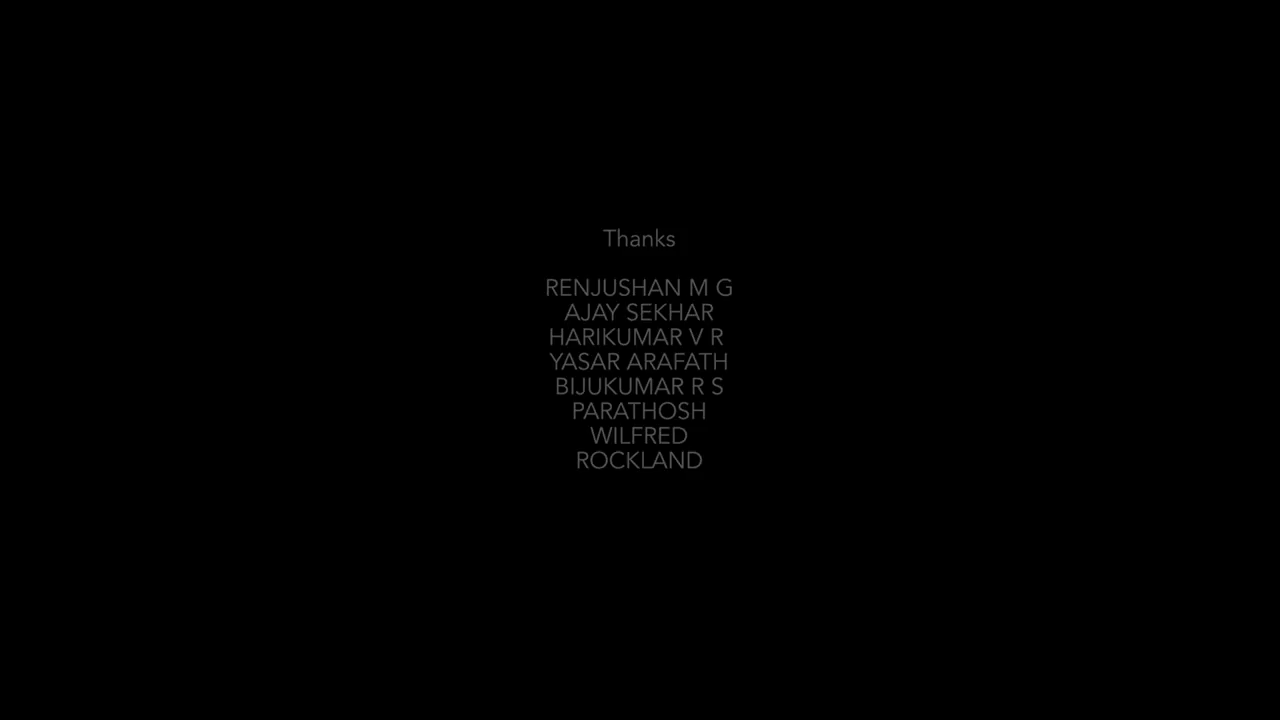 Thanks
RENJUSHAN M G
AJAY SEKHAR
HARIKUMAR V R
YASAR ARAFATH
BIJUKUMAR R S
PARATHOSH
WILFRED
ROCKLAND